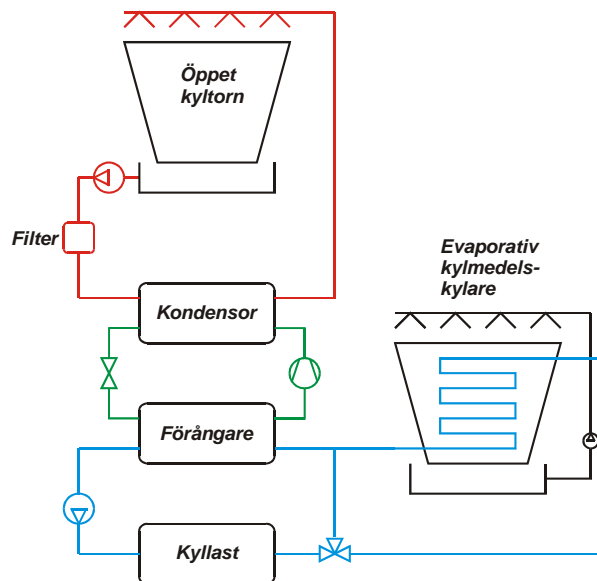 Öppet
kyltorn
Filter
Kondensor
Evaporativ
kylmedels-
kylare
Förångare
Kyllast